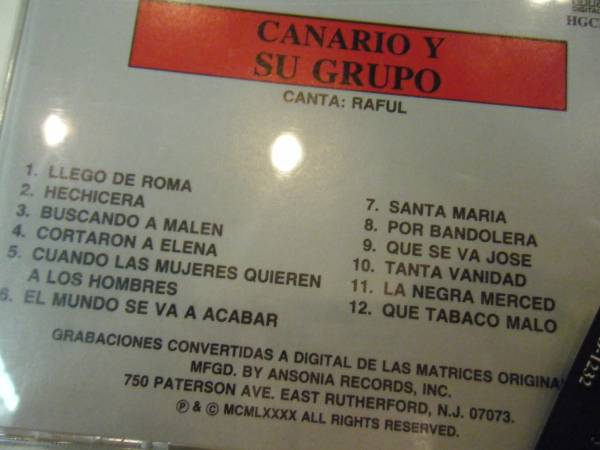 DIGITAL
HGC
CANARIO Y
SU GRUPO
CANTA: RAFUL
1. LLEGO DE ROMA
2. HECHICERA
3. BUSCANDO A MALEN
4. CORTARON A ELENA
5. CUANDO LAS MUJERES QUIEREN
A LOS HOMBRES
6. EL MUNDO SE VA A ACABAR
7. SANTA MARIA
8. POR BANDOLERA
9. QUE SE VA JOSE
10. TANTA VANIDAD
11. LA NEGRA MERCED
12. QUE TABACO MALO
GRABACIONES CONVERTIDAS A DIGITAL DE LAS MATRICES ORIGINA
MFGD. BY ANSONIA RECORDS, INC.
750 PATERSON AVE. EAST RUTHERFORD, N.J. 07073.
℗ & © MCMLXXXX ALL RIGHTS RESERVED.
1232